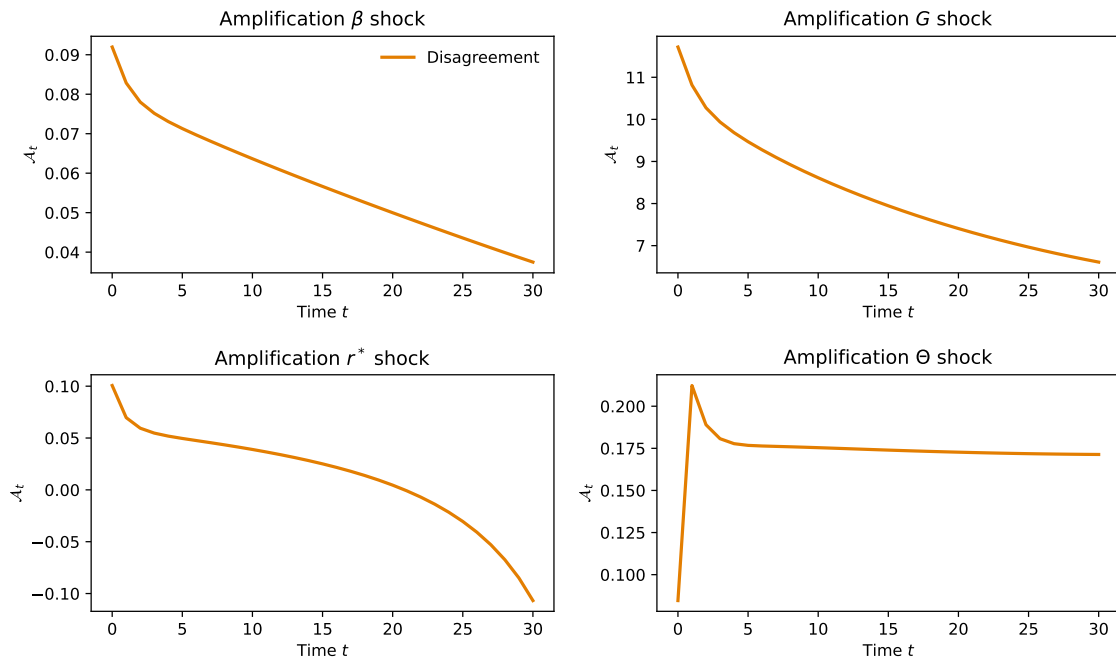 Amplification β shock
Disagreement
0.09
0.08
0.07
0.06
0.05
0.04
𝒜t
0 5 10 15 20 25 30
Time t
Amplification G shock
11
10
9
8
7
𝒜t
0 5 10 15 20 25 30
Time t
Amplification r* shock
0.10
0.05
0.00
−0.05
−0.10
𝒜t
0 5 10 15 20 25 30
Time t
Amplification Θ shock
0.200
0.175
0.150
0.125
0.100
𝒜t
0 5 10 15 20 25 30
Time t